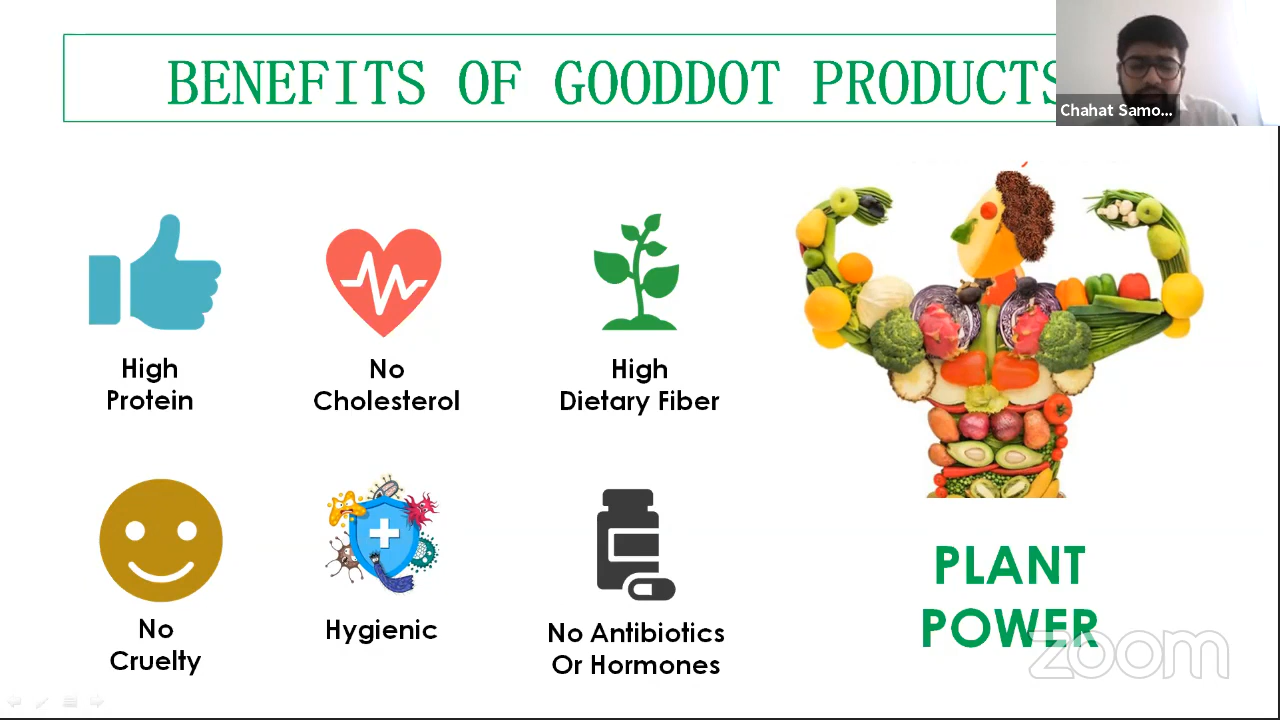 BENEFITS OF GOODDOT PRODUCTS
Chahat Samo...
High
Protein
No
Cholesterol
High
Dietary Fiber
No
Cruelty
Hygienic
No Antibiotics
Or Hormones
PLANT
POWER
zoom